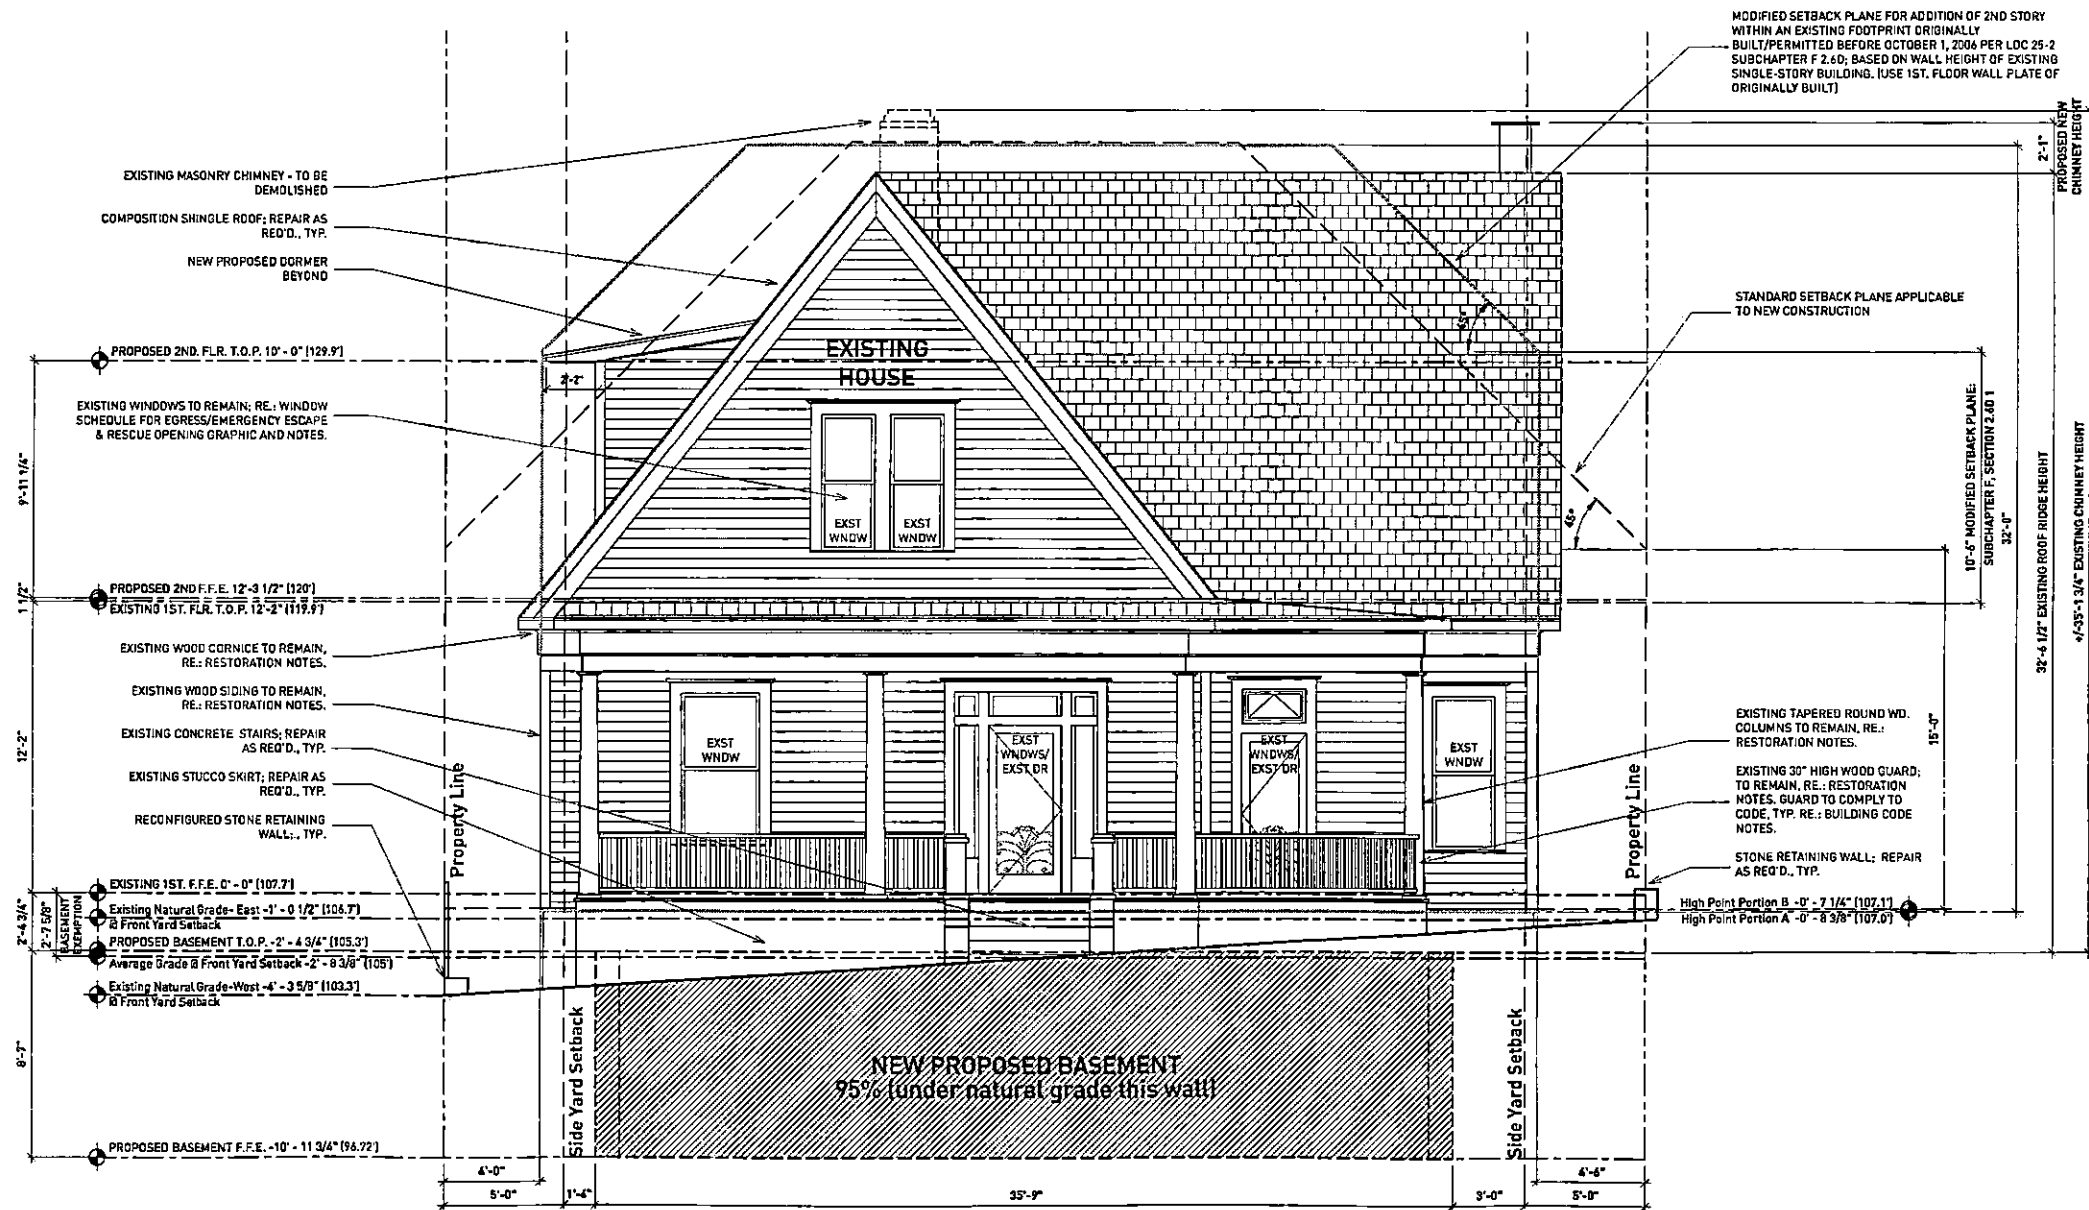 MODIFIED SETBACK PLANE FOR ADDITION OF 2ND STORY
WITHIN AN EXISTING FOOTPRINT ORIGINALLY
BUILT/PERMITTED BEFORE OCTOBER 1, 2006 PER LDC 25-2
SUBCHAPTER F 2.6D; BASED ON WALL HEIGHT OF EXISTING
SINGLE-STORY BUILDING. (USE 1ST. FLOOR WALL PLATE OF
ORIGINALLY BUILT)
EXISTING MASONRY CHIMNEY - TO BE
DEMOLISHED
COMPOSITION SHINGLE ROOF; REPAIR AS
REQ'D., TYP.
NEW PROPOSED DORMER
BEYOND
PROPOSED 2ND. FLR. T.O.P. 10' - 0" (129.9')
EXISTING WINDOWS TO REMAIN; RE.: WINDOW
SCHEDULE FOR EGRESS/EMERGENCY ESCAPE
& RESCUE OPENING GRAPHIC AND NOTES.
PROPOSED 2ND F.F.E. 12'-3 1/2" (120')
EXISTING 1ST. FLR. T.O.P. 12'-2" (119.9')
EXISTING WOOD CORNICE TO REMAIN,
RE.: RESTORATION NOTES.
EXISTING WOOD SIDING TO REMAIN,
RE.: RESTORATION NOTES.
EXISTING CONCRETE STAIRS; REPAIR
AS REQ'D., TYP.
EXISTING STUCCO SKIRT; REPAIR AS
REQ'D., TYP.
RECONFIGURED STONE RETAINING
WALL;., TYP.
EXISTING 1ST. F.F.E. 0' - 0" (107.7')
Existing Natural Grade- East -1' - 0 1/2" (106.7')
@ Front Yard Setback
PROPOSED BASEMENT T.O.P. -2' - 4 3/4" (105.3')
Average Grade @ Front Yard Setback -2' - 8 3/8" (105')
Existing Natural Grade-West -4' - 3 5/8" (103.3')
@ Front Yard Setback
PROPOSED BASEMENT F.F.E. -10' - 11 3/4" (96.72')
9'-11 1/4"
1 1/2"
12'-2"
2'-4 3/4"
2'-7 5/8"
BASEMENT
EXEMPTION
8'-7"
2'-2"
EXISTING
HOUSE
EXST
WNDW
EXST
WNDW
EXST
WNDW
EXST
WNDWS/
EXST DR
EXST
WNDWS/
EXST DR
EXST
WNDW
Property Line
Side Yard Setback
NEW PROPOSED BASEMENT
95% (under natural grade this wall)
Side Yard Setback
Property Line
STANDARD SETBACK PLANE APPLICABLE
TO NEW CONSTRUCTION
45°
45°
EXISTING TAPERED ROUND WD.
COLUMNS TO REMAIN, RE.:
RESTORATION NOTES.
EXISTING 30" HIGH WOOD GUARD;
TO REMAIN, RE.: RESTORATION
NOTES. GUARD TO COMPLY TO
CODE, TYP. RE.: BUILDING CODE
NOTES.
STONE RETAINING WALL; REPAIR
AS REQ'D., TYP.
High Point Portion B -0' - 7 1/4" (107.1')
High Point Portion A -0' - 8 3/8" (107.0')
15'-0"
10'-6" MODIFIED SETBACK PLANE:
SUBCHAPTER F, SECTION 2.6D 1
32'-0"
32'-6 1/2" EXISTING ROOF RIDGE HEIGHT
2'-1"
PROPOSED NEW
CHIMNEY HEIGHT
+/-35'-1 3/4" EXISTING CHIMNEY HEIGHT
4'-0"
5'-0"
1'-4"
35'-9"
3'-0"
4'-6"
5'-0"